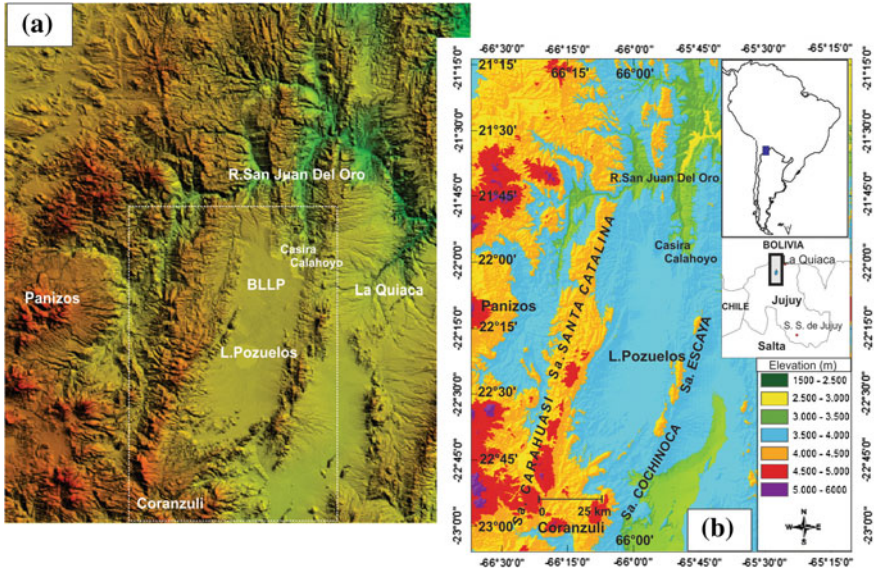 (a)
R.San Juan Del Oro
Casira
Calahoyo
Panizos
BLLP
La Quiaca
L.Pozuelos
Coranzuli
-66°30'0" -66°15'0" -66°0'0" -65°45'0" -65°30'0" -65°15'0"
-21°15'0"
-21°30'0"
-21°45'0"
-22°00'0"
-22°15'0"
-22°30'0"
-22°45'0"
-23°0'0"
21°15'
66°15'
66°00'
21°30'
21°45'
22°00'
22°15'
22°30'
22°45'
23°00'
66°00'
R.San Juan Del Oro
Casira
Calahoyo
Panizos
Sa. SANTA CATALINA
L.Pozuelos
Sa. ESCAYA
Sa. CARAHUASI
Sa. COCHINOCA
0 25 km
Coranzuli
(b)
BOLIVIA
La Quiaca
CHILE
Jujuy
S. S. de Jujuy
Salta
Elevation (m)
1500 - 2.500
2.500 - 3.000
3.000 - 3.500
3.500 - 4.000
4.000 - 4.500
4.500 - 5.000
5.000 - 6000
N
W E
S
-66°30'0" -66°15'0" -66°0'0" -65°45'0" -65°30'0" -65°15'0"